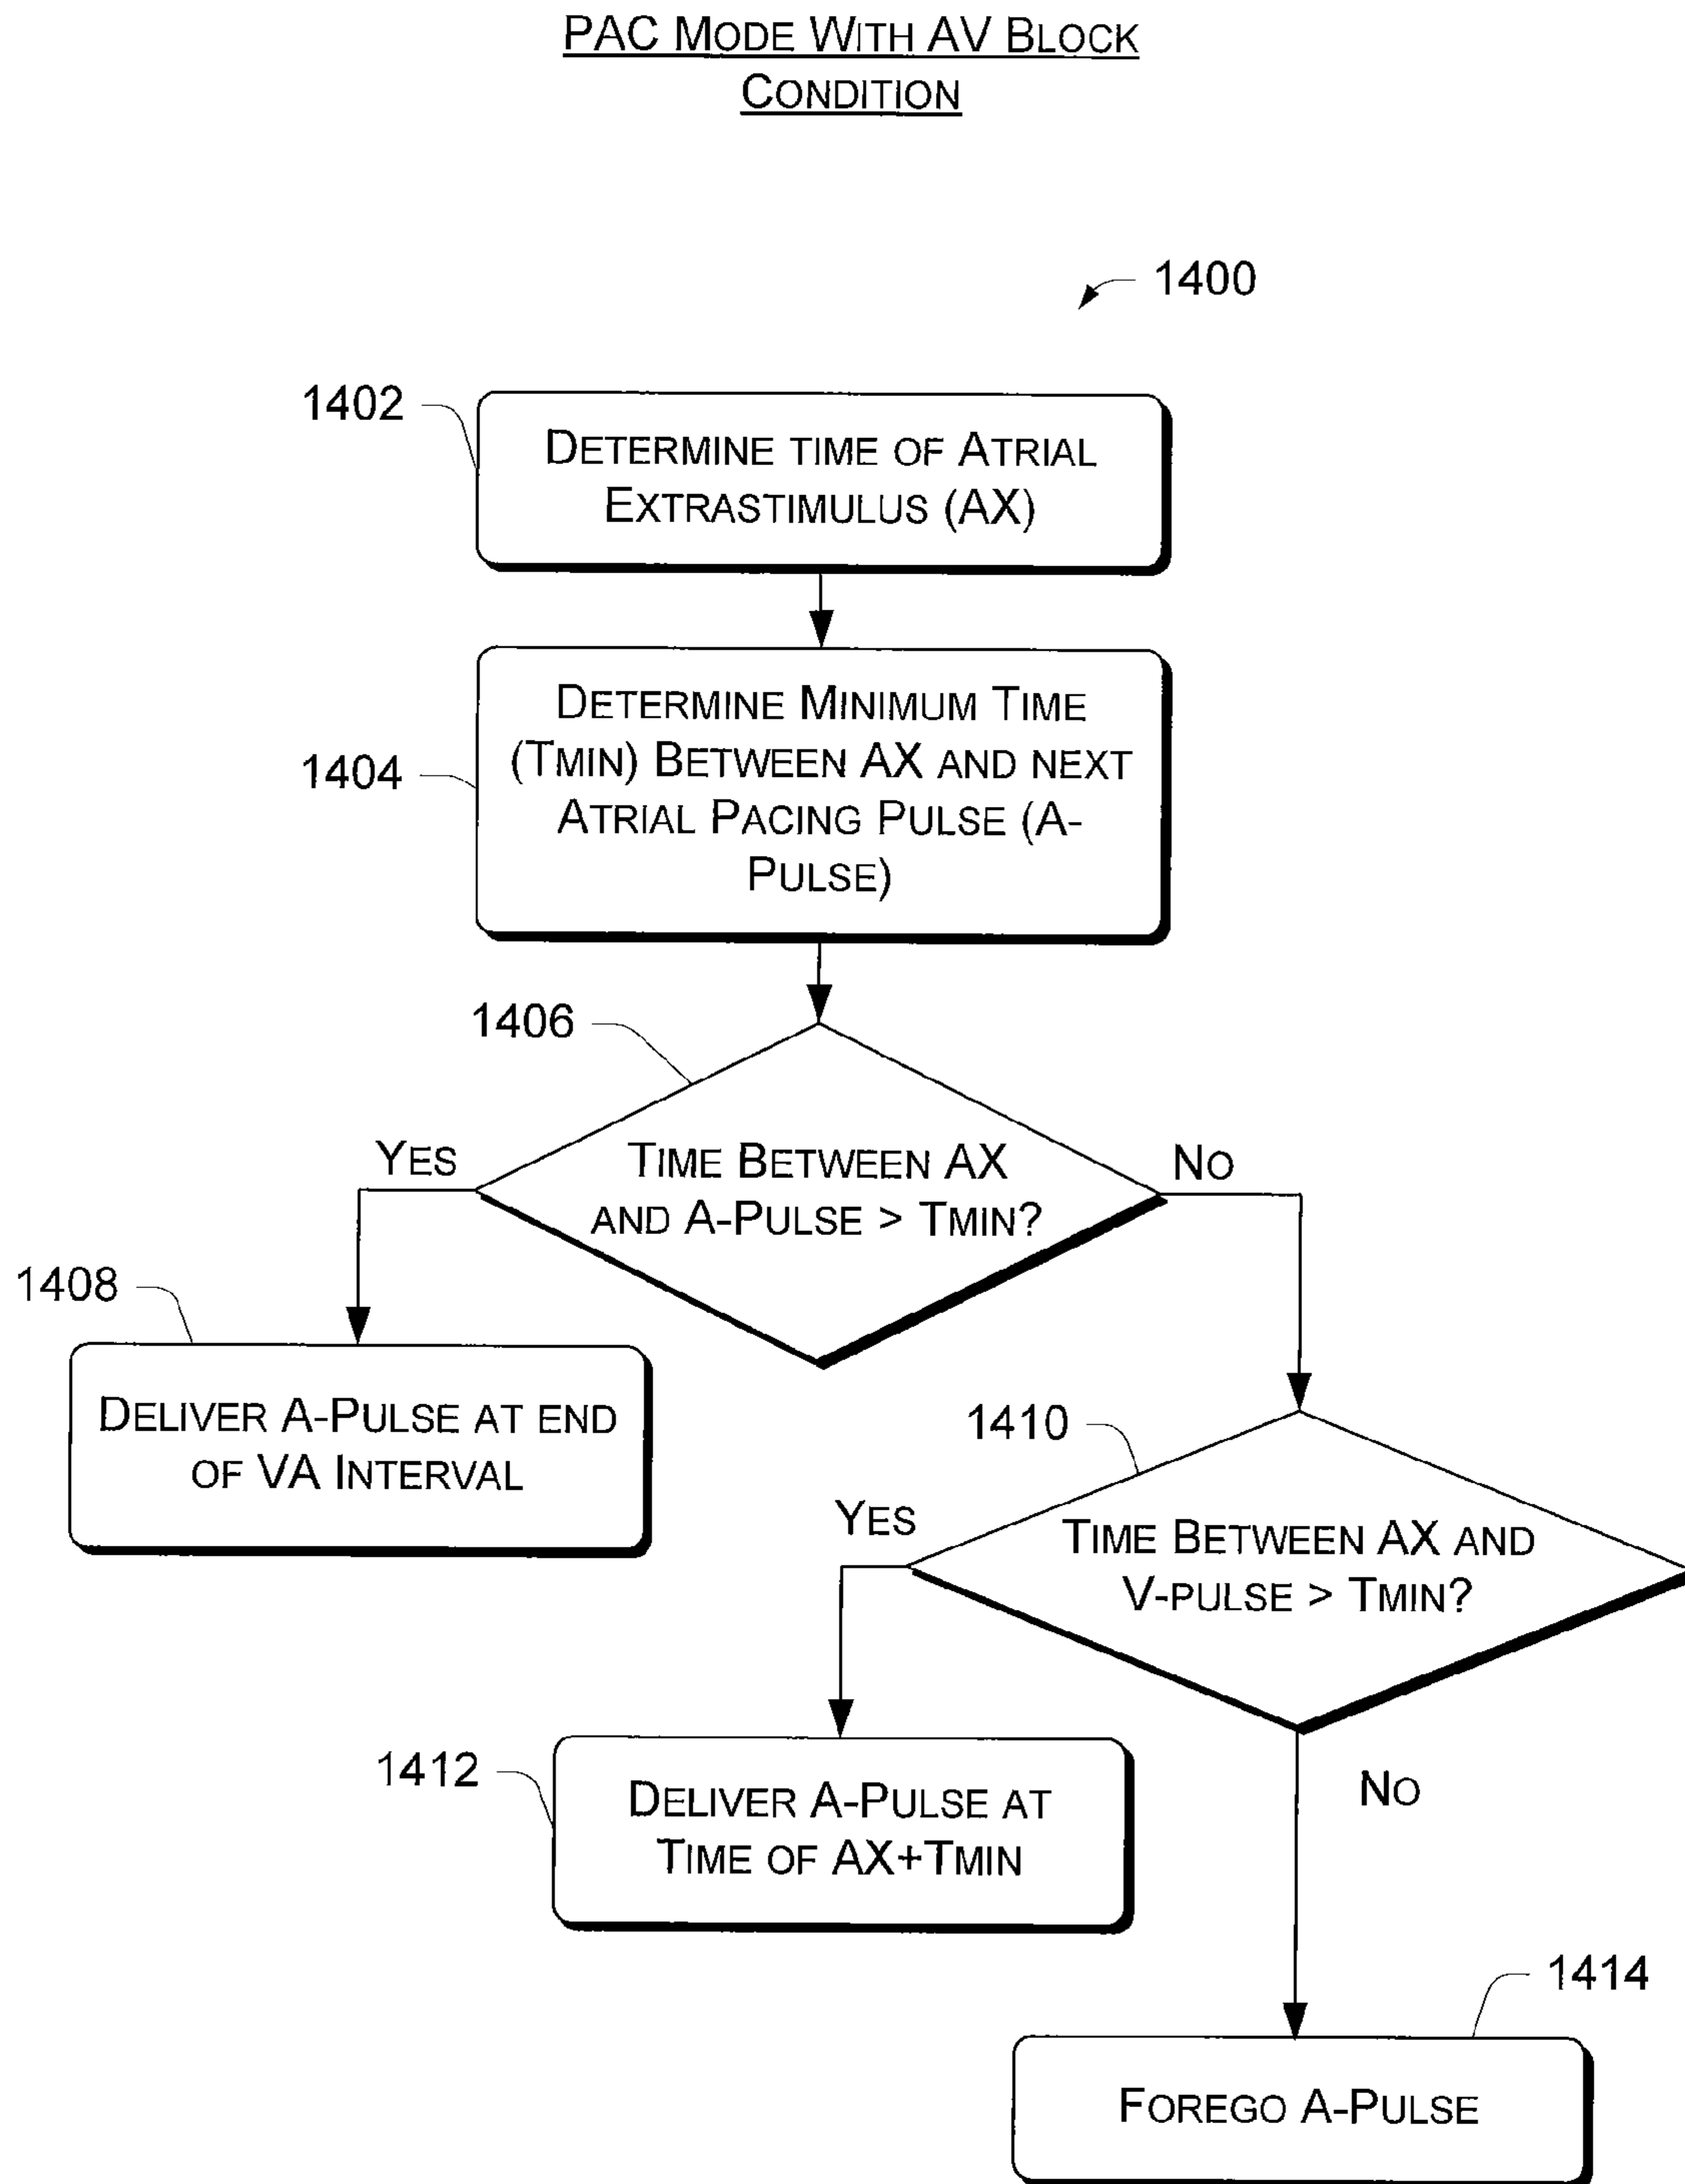 PAC MODE WITH AV BLOCK
CONDITION
1400
1402
DETERMINE TIME OF ATRIAL
EXTRASTIMULUS (AX)
1404
DETERMINE MINIMUM TIME
(TMIN) BETWEEN AX AND NEXT
ATRIAL PACING PULSE (A-
PULSE)
1406
YES
TIME BETWEEN AX
AND A-PULSE > TMIN?
NO
1408
DELIVER A-PULSE AT END
OF VA INTERVAL
1410
YES
TIME BETWEEN AX AND
V-PULSE > TMIN?
1412
DELIVER A-PULSE AT
TIME OF AX+TMIN
NO
1414
FOREGO A-PULSE